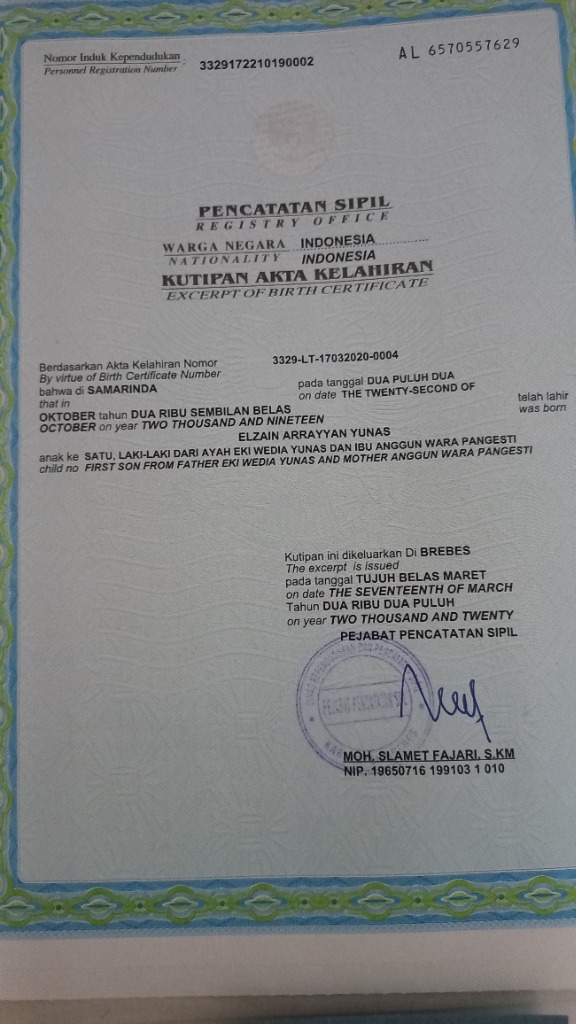 Nomor Induk Kependudukan 3329172210190002 AL 6570557629
Personnel Registration Number
PENCATATAN SIPIL
REGISTRY OFFICE
WARGA NEGARA INDONESIA
NATIONALITY INDONESIA
KUTIPAN AKTA KELAHIRAN
EXCERPT OF BIRTH CERTIFICATE
Berdasarkan Akta Kelahiran Nomor 3329-LT-17032020-0004
By virtue of Birth Certificate Number
bahwa di SAMARINDA pada tanggal DUA PULUH DUA
that in on date THE TWENTY-SECOND OF
OKTOBER tahun DUA RIBU SEMBILAN BELAS telah lahir
OCTOBER on year TWO THOUSAND AND NINETEEN was born
ELZAIN ARRAYYAN YUNAS
anak ke SATU, LAKI-LAKI DARI AYAH EKI WEDIA YUNAS DAN IBU ANGGUN WARA PANGESTI
child no FIRST SON FROM FATHER EKI WEDIA YUNAS AND MOTHER ANGGUN WARA PANGESTI
Kutipan ini dikeluarkan Di BREBES
The excerpt is issued
pada tanggal TUJUH BELAS MARET
on date THE SEVENTEENTH OF MARCH
Tahun DUA RIBU DUA PULUH
on year TWO THOUSAND AND TWENTY
PEJABAT PENCATATAN SIPIL
PEJABAT PENCATATAN SIPIL
MOH. SLAMET FAJARI, S.KM
NIP. 19650716 199103 1 010